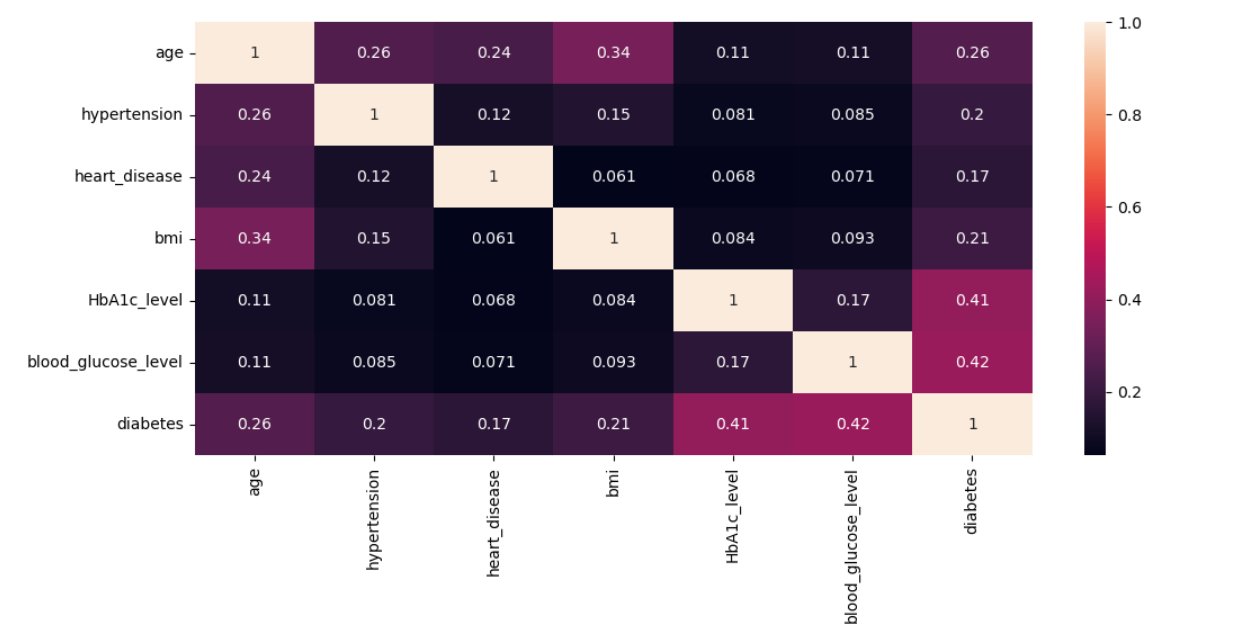 age 1 0.26 0.24 0.34 0.11 0.11 0.26
hypertension 0.26 1 0.12 0.15 0.081 0.085 0.2
heart_disease 0.24 0.12 1 0.061 0.068 0.071 0.17
bmi 0.34 0.15 0.061 1 0.084 0.093 0.21
HbA1c_level 0.11 0.081 0.068 0.084 1 0.17 0.41
blood_glucose_level 0.11 0.085 0.071 0.093 0.17 1 0.42
diabetes 0.26 0.2 0.17 0.21 0.41 0.42 1
age
hypertension
heart_disease
bmi
HbA1c_level
blood_glucose_level
diabetes
1.0
0.8
0.6
0.4
0.2